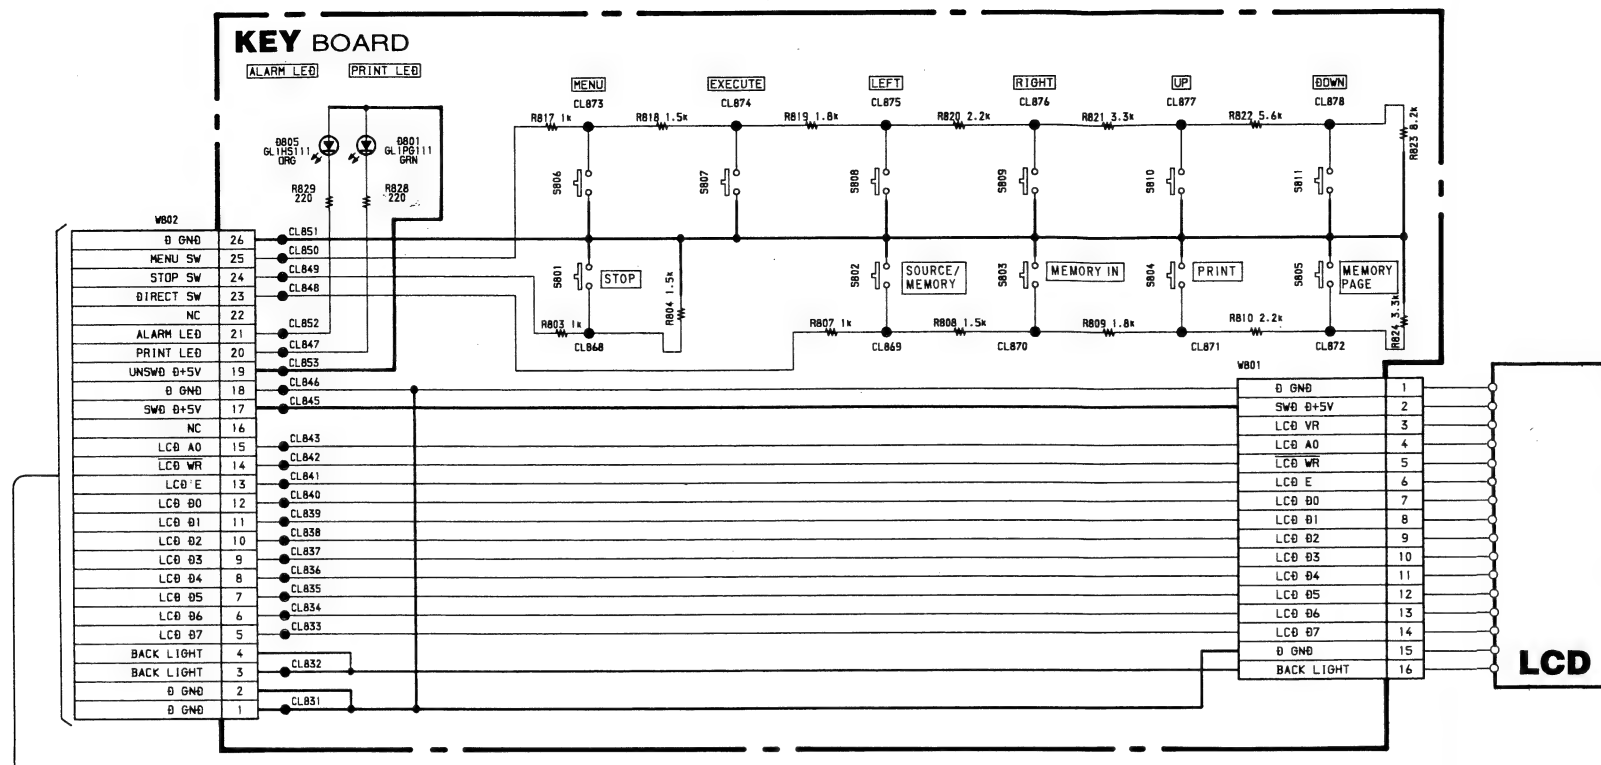 KEY BOARD
ALARM LED PRINT LED
MENU EXECUTE LEFT RIGHT UP DOWN
CL873 CL874 CL875 CL876 CL877 CL878
R817 1k R818 1.5k R819 1.8k R820 2.2k R821 3.3k R822 5.6k R823 8.2k
D805 GL1HS111 ORG
D801 GL1PG111 GRN
R829 220
R828 220
S806 S807 S808 S809 S810 S811
S801 STOP
S802 SOURCE/MEMORY
S803 MEMORY IN
S804 PRINT
S805 MEMORY PAGE
R803 1k R804 1.5k R807 1k R808 1.5k R809 1.8k R810 2.2k R824 3.3k
CL868 CL869 CL870 CL871 CL872
W802
D GND 26 CL851
MENU SW 25 CL850
STOP SW 24 CL849
DIRECT SW 23 CL848
NC 22
ALARM LED 21 CL852
PRINT LED 20 CL847
UNSWD D+5V 19 CL853
D GND 18 CL846
SWD D+5V 17 CL845
NC 16
LCD A0 15 CL843
LCD WR 14 CL842
LCD E 13 CL841
LCD D0 12 CL840
LCD D1 11 CL839
LCD D2 10 CL838
LCD D3 9 CL837
LCD D4 8 CL836
LCD D5 7 CL835
LCD D6 6 CL834
LCD D7 5 CL833
BACK LIGHT 4
BACK LIGHT 3 CL832
D GND 2
D GND 1 CL831
W801
D GND 1
SWD D+5V 2
LCD VR 3
LCD A0 4
LCD WR 5
LCD E 6
LCD D0 7
LCD D1 8
LCD D2 9
LCD D3 10
LCD D4 11
LCD D5 12
LCD D6 13
LCD D7 14
D GND 15
BACK LIGHT 16
LCD